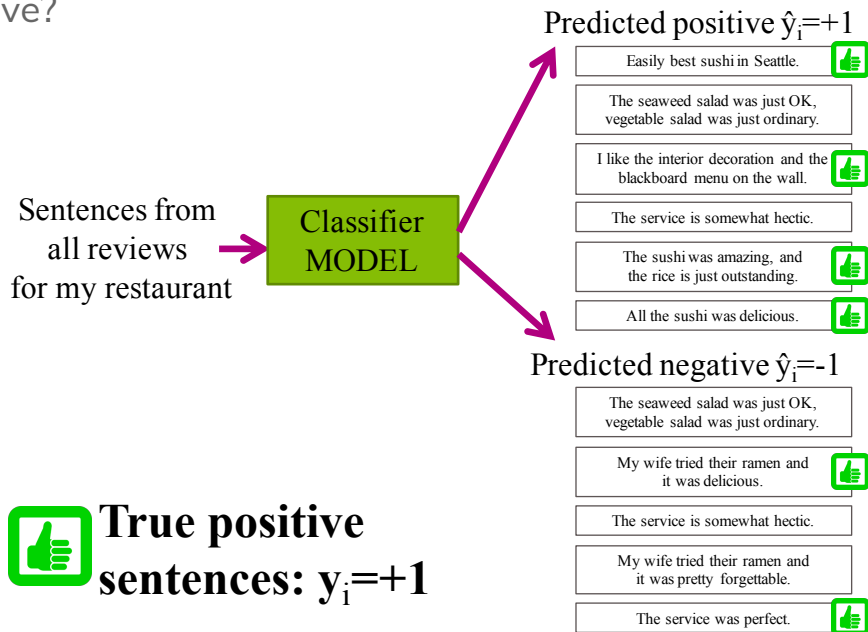 ve?
Predicted positive ŷi=+1
Easily best sushi in Seattle.
The seaweed salad was just OK,
vegetable salad was just ordinary.
I like the interior decoration and the
blackboard menu on the wall.
The service is somewhat hectic.
The sushi was amazing, and
the rice is just outstanding.
All the sushi was delicious.
Sentences from
all reviews
for my restaurant
Classifier
MODEL
Predicted negative ŷi=-1
The seaweed salad was just OK,
vegetable salad was just ordinary.
My wife tried their ramen and
it was delicious.
The service is somewhat hectic.
My wife tried their ramen and
it was pretty forgettable.
The service was perfect.
True positive
sentences: yi=+1